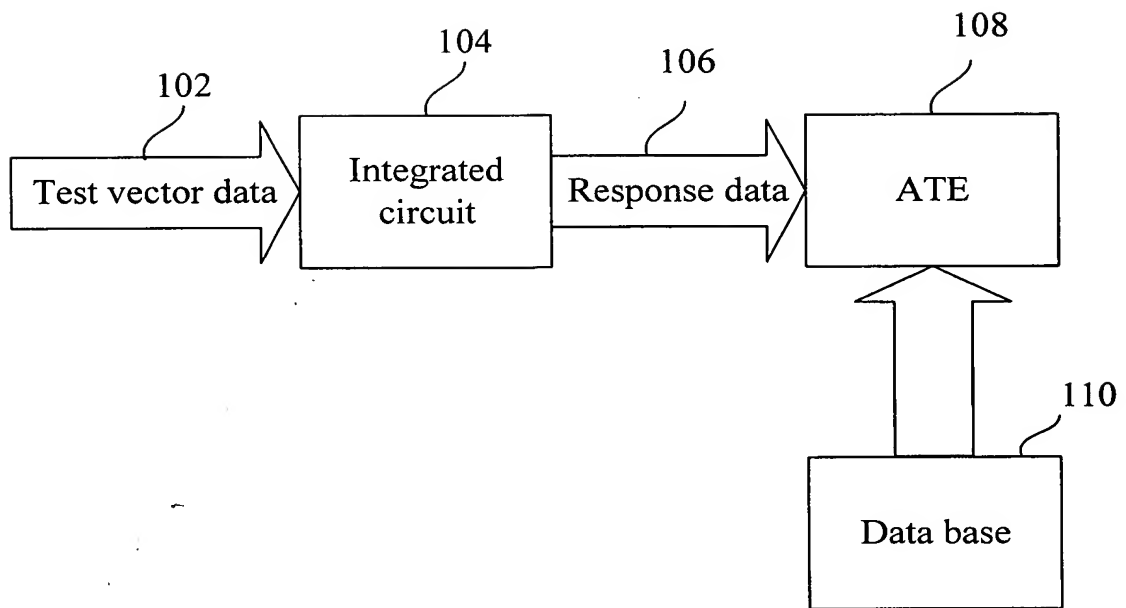 108
104
106
102
Test vector data
Integrated
circuit
Response data
ATE
110
Data base